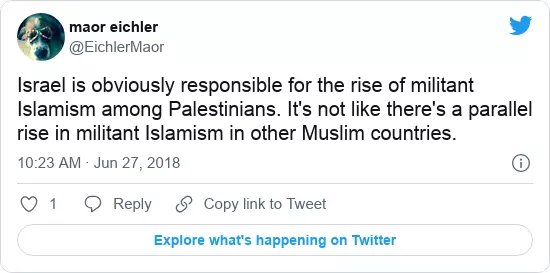 maor eichler
@EichlerMaor
Israel is obviously responsible for the rise of militant
Islamism among Palestinians. It's not like there's a parallel
rise in militant Islamism in other Muslim countries.
10:23 AM · Jun 27, 2018
1 Reply Copy link to Tweet
Explore what's happening on Twitter